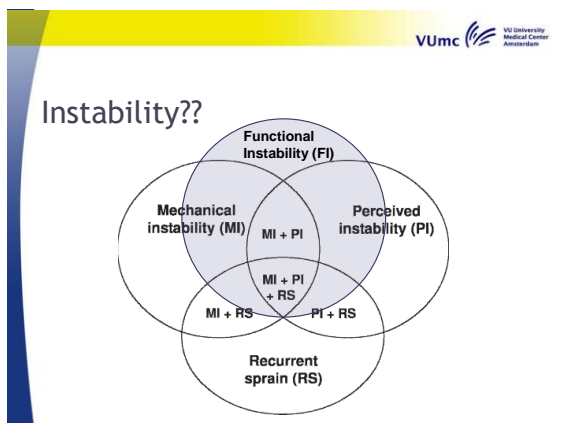 VUmc
VU University
Medical Center
Amsterdam
Instability??
Functional
Instability (FI)
Mechanical
instability (MI)
Perceived
instability (PI)
MI + PI
MI + PI
+ RS
MI + RS
PI + RS
Recurrent
sprain (RS)